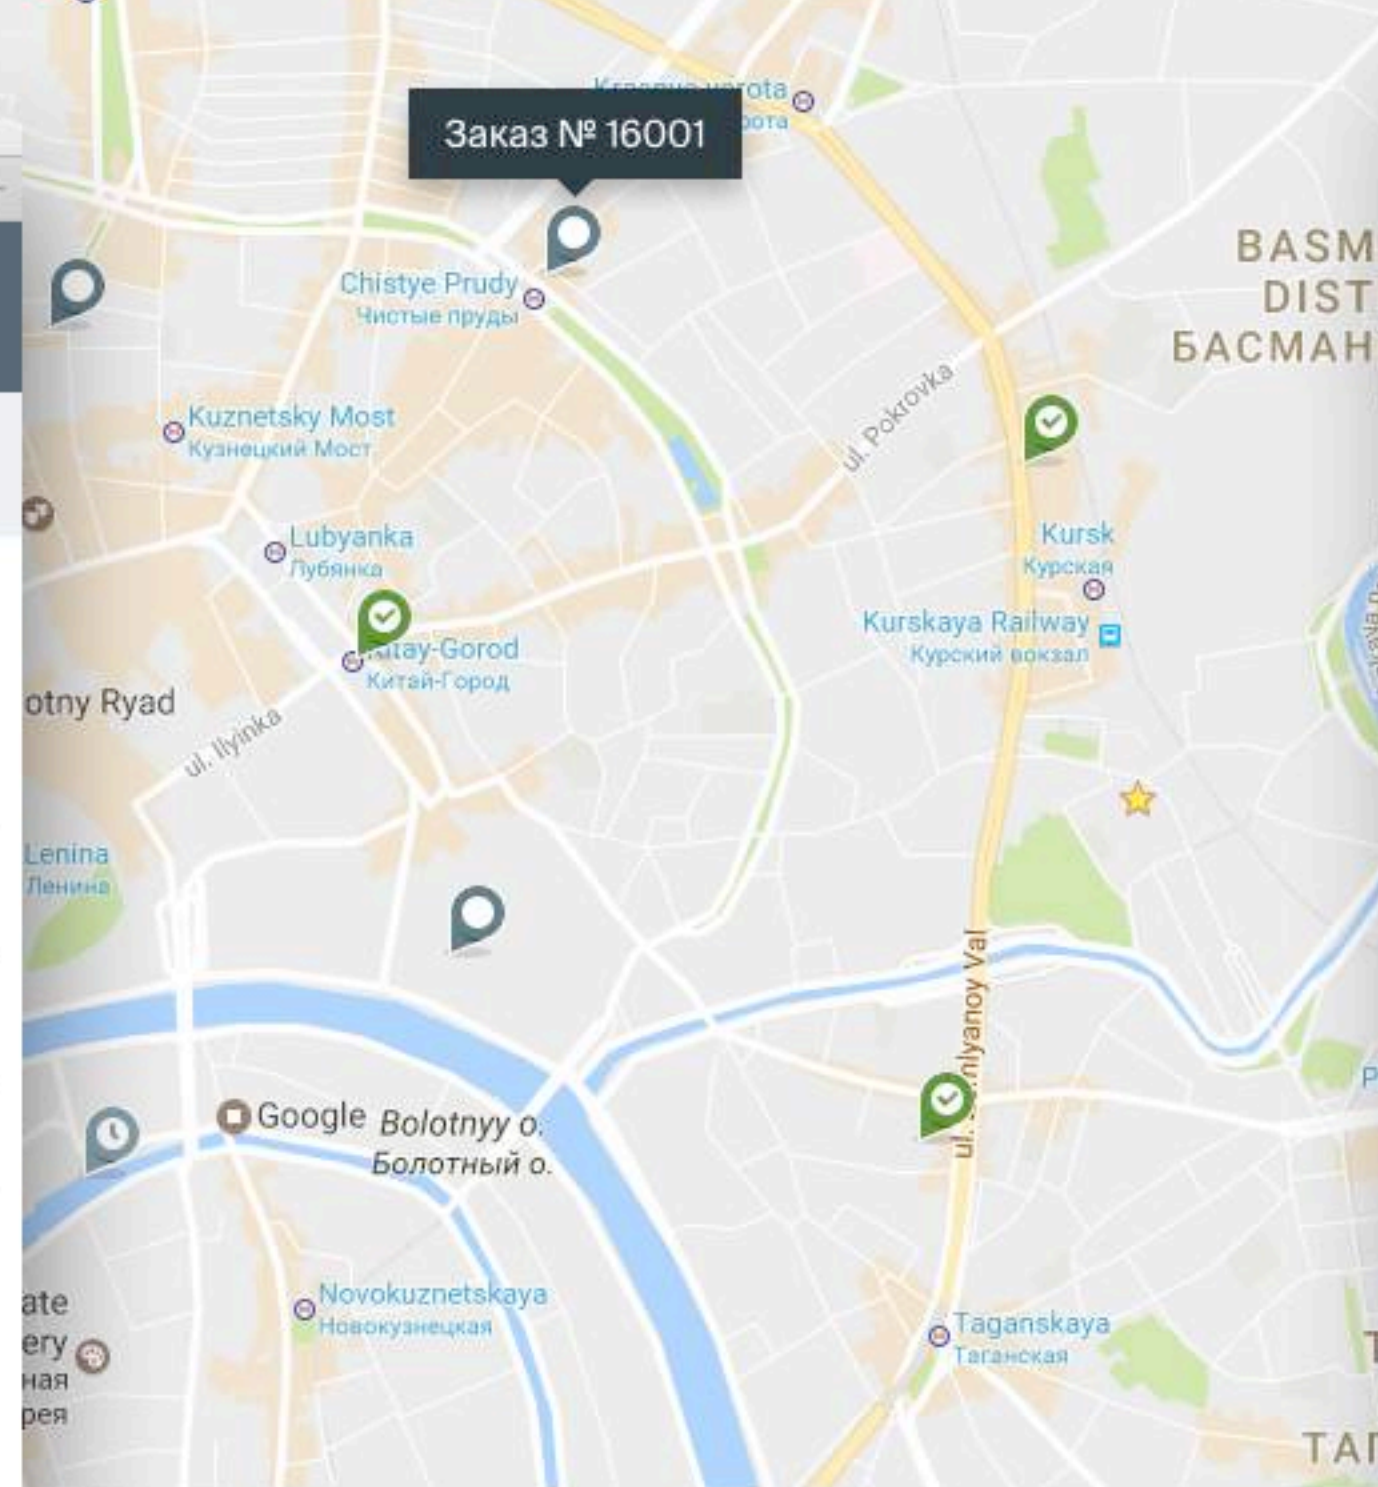 Заказ № 16001
Chistye Prudy
Чистые пруды
BASM
DIST
БАСМАН
ul. Pokrovka
Kuznetsky Most
Кузнецкий Мост
Lubyanka
Лубянка
Kursk
Курская
Kurskaya Railway
Курский вокзал
Китай-Город
otny Ryad
ul. Ilyinka
Lenina
Ленина
Google
Bolotnyy o.
Болотный о.
Novokuznetskaya
Новокузнецкая
ate
ery
ная
рея
Taganskaya
Таганская